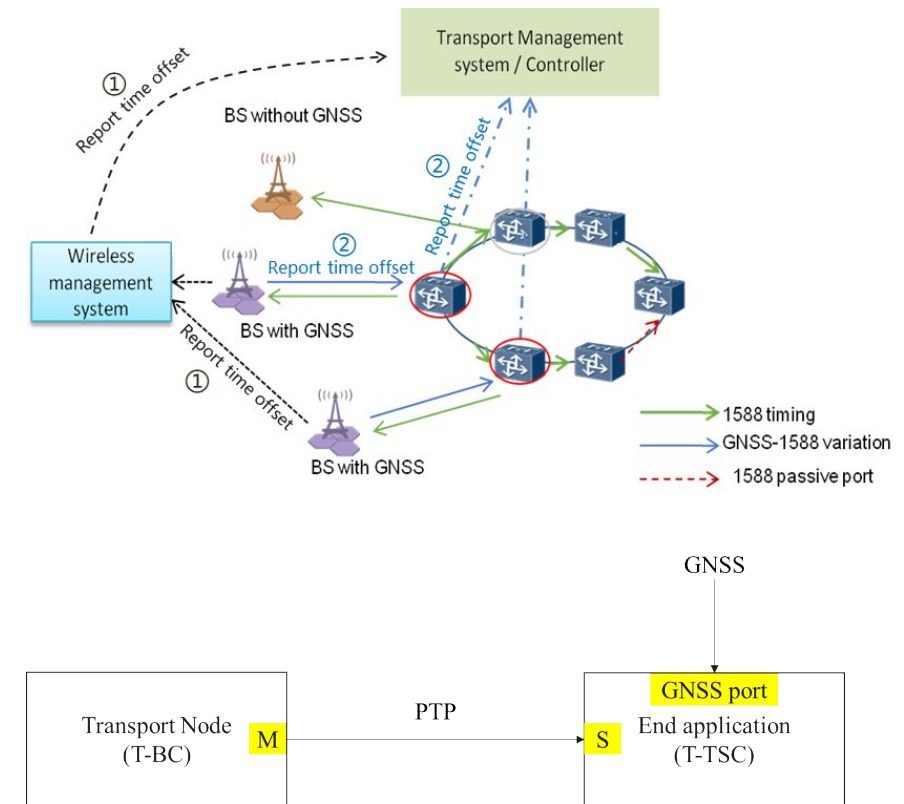 Transport Management
system / Controller
①
Report time offset
BS without GNSS
②
Report time offset
Wireless
management
system
②
Report time offset
BS with GNSS
①
Report time offset
BS with GNSS
1588 timing
GNSS-1588 variation
1588 passive port
GNSS
GNSS port
Transport Node
(T-BC)
M
PTP
S
End application
(T-TSC)